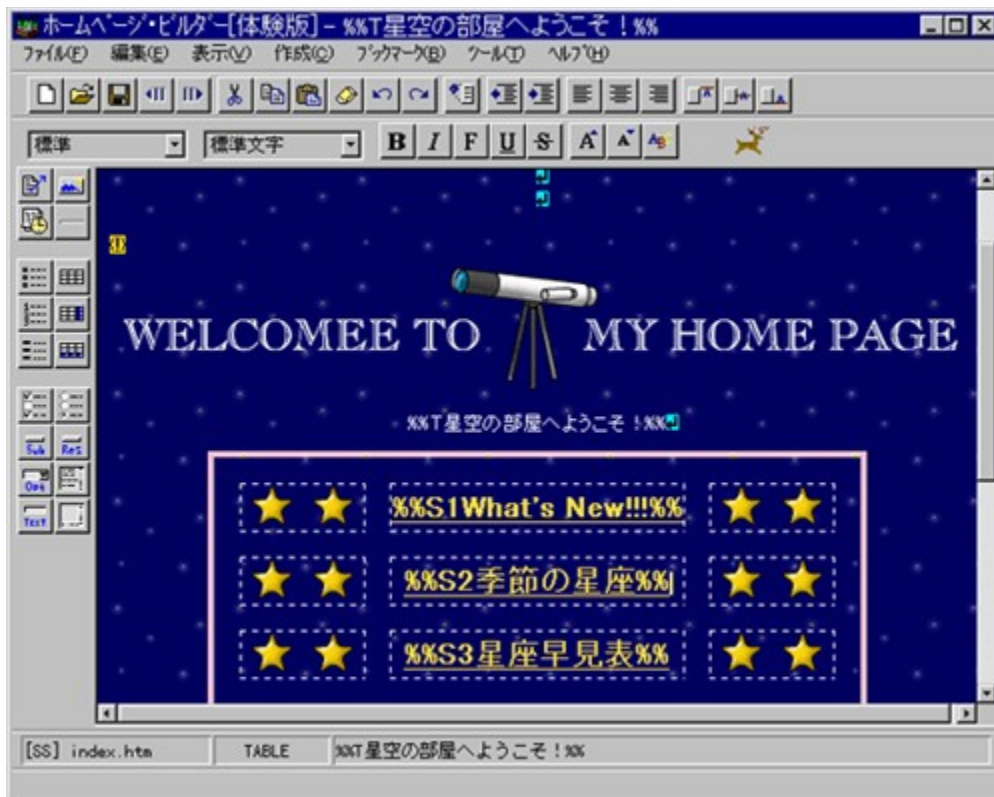 ホームページ・ビルダー[体験版] - %%T星空の部屋へようこそ！%%
ファイル(F) 編集(E) 表示(V) 作成(C) ブックマーク(B) ツール(T) ヘルプ(H)
標準 標準文字 B I F U S A A
WELCOMEE TO MY HOME PAGE
%%T星空の部屋へようこそ！%%
%%S1What's New!!!%%
%%S2季節の星座%%
%%S3星座早見表%%
Sub Res
Opt
Text
[SS] index.htm TABLE %%T星空の部屋へようこそ！%%